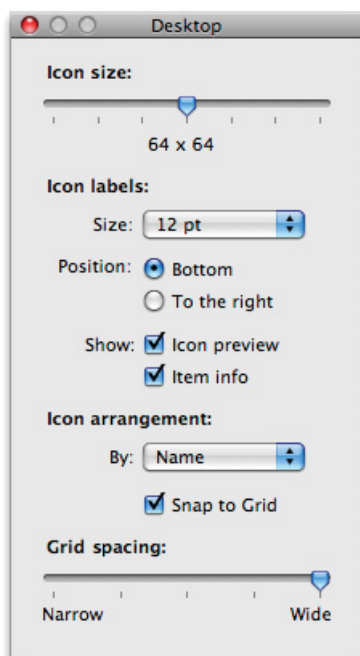 Desktop
Icon size:
64 x 64
Icon labels:
Size: 12 pt
Position: Bottom
To the right
Show: Icon preview
Item info
Icon arrangement:
By: Name
Snap to Grid
Grid spacing:
Narrow Wide